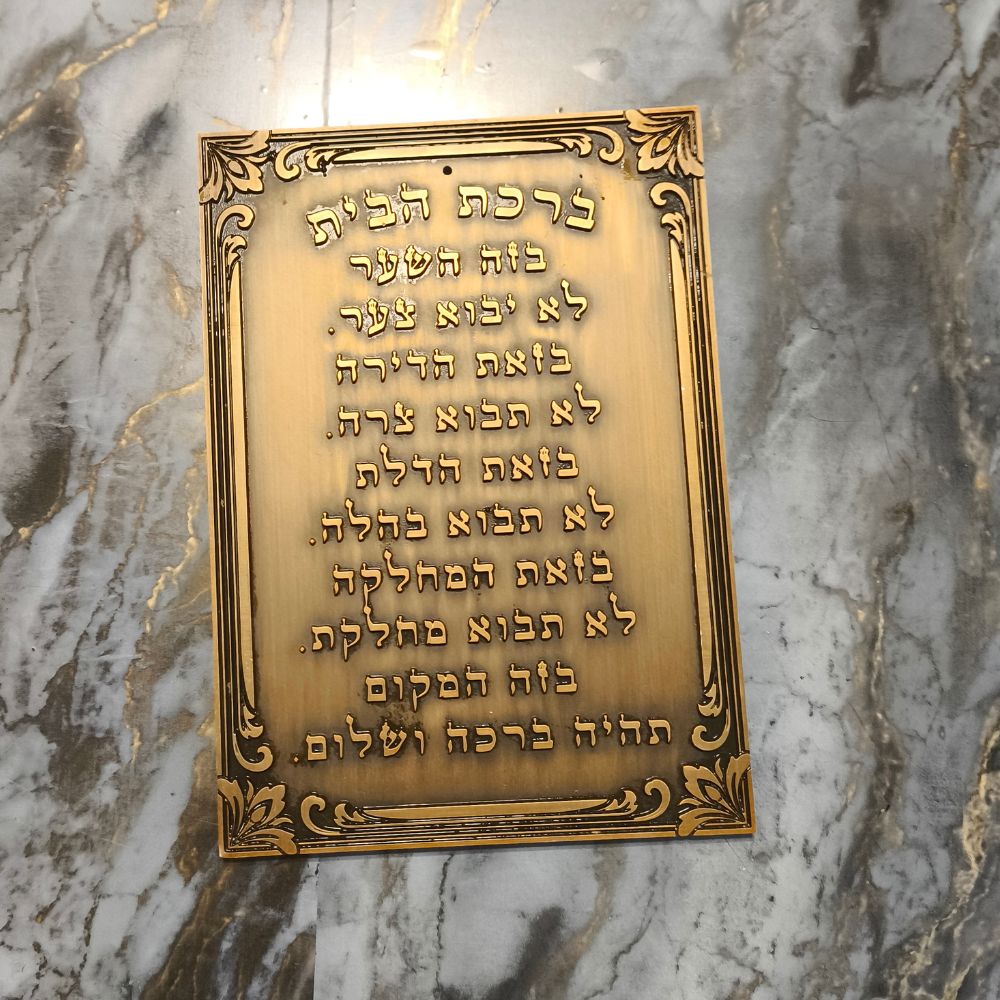 ברכת הבית
בזה השער
לא יבוא צער.
בזאת הדירה
לא תבוא צרה.
בזאת הדלת
לא תבוא בהלה.
בזאת המחלקה
לא תבוא מחלקת.
בזה המקום
תהיה ברכה ושלום.